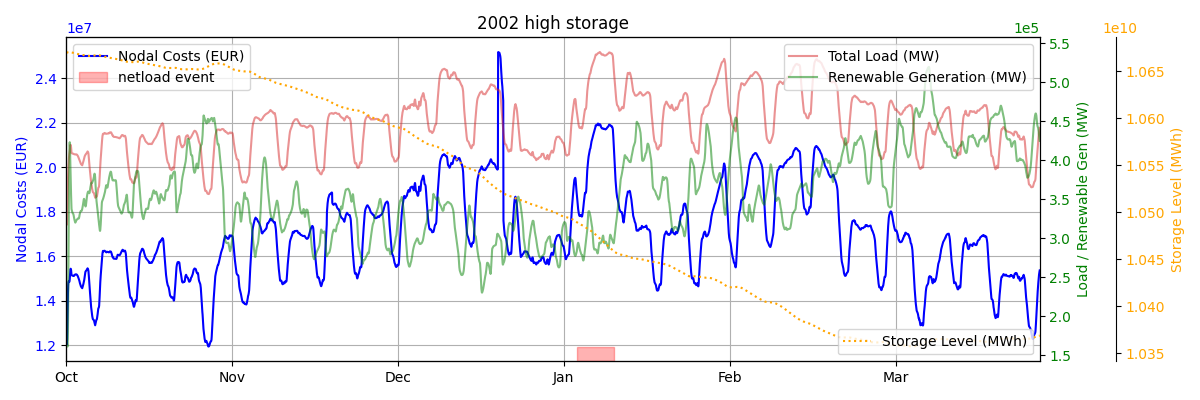 2002 high storage
1e7
1e5
1e10
Nodal Costs (EUR)
netload event
Total Load (MW)
Renewable Generation (MW)
Storage Level (MWh)
Nodal Costs (EUR)
2.4
2.2
2.0
1.8
1.6
1.4
1.2
Oct
Nov
Dec
Jan
Feb
Mar
5.5
5.0
4.5
4.0
3.5
3.0
2.5
2.0
1.5
Load / Renewable Gen (MW)
1.065
1.060
1.055
1.050
1.045
1.040
1.035
Storage Level (MWh)